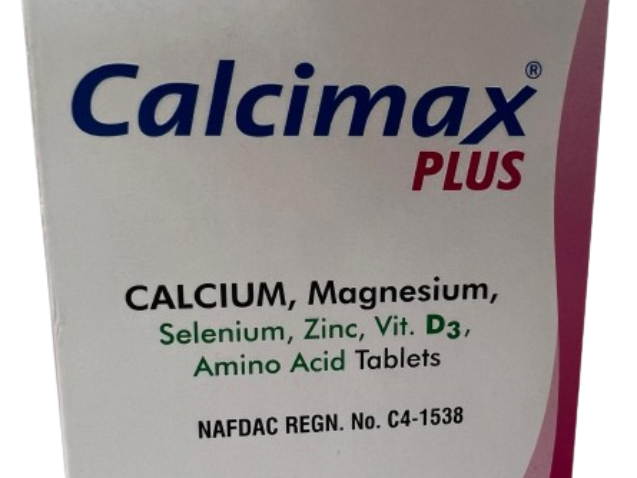 Calcimax®
PLUS
CALCIUM, Magnesium,
Selenium, Zinc, Vit. D3,
Amino Acid Tablets
NAFDAC REGN. No. C4-1538